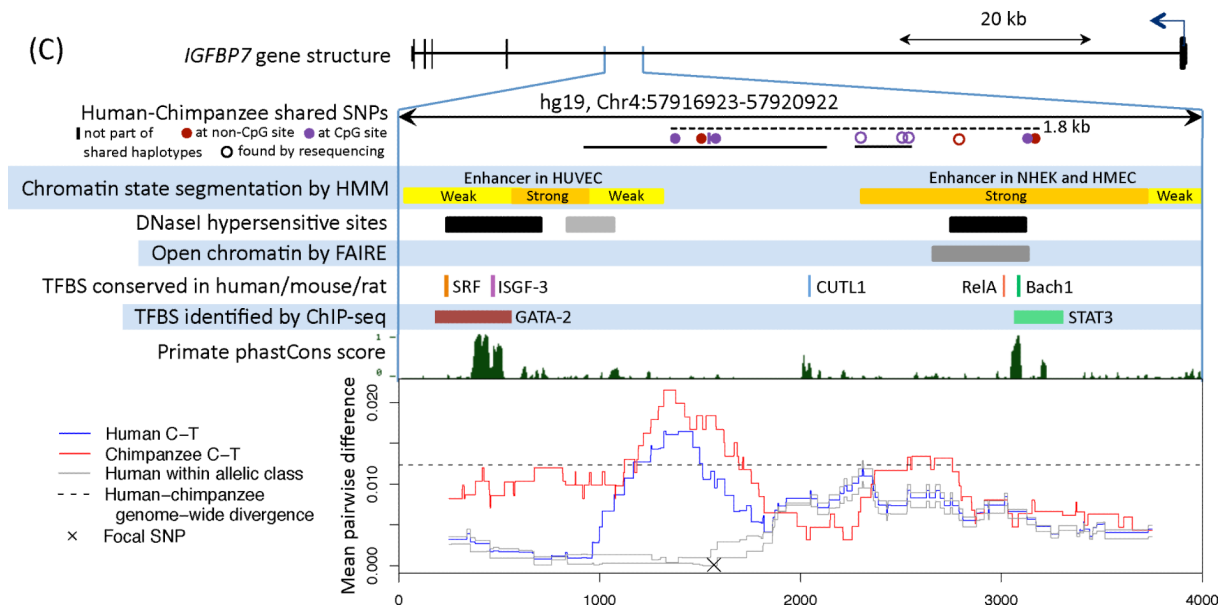 (C)
20 kb
IGFBP7 gene structure
hg19, Chr4:57916923-57920922
Human-Chimpanzee shared SNPs
not part of
at non-CpG site
at CpG site
shared haplotypes
found by resequencing
1.8 kb
Enhancer in HUVEC
Enhancer in NHEK and HMEC
Chromatin state segmentation by HMM
Weak Strong Weak Strong Weak
DNaseI hypersensitive sites
Open chromatin by FAIRE
TFBS conserved in human/mouse/rat
SRF ISGF-3 CUTL1 RelA Bach1
TFBS identified by ChIP-seq
GATA-2 STAT3
Primate phastCons score
1
0
Mean pairwise difference
0.020
0.010
0.000
Human C-T
Chimpanzee C-T
Human within allelic class
Human-chimpanzee
genome-wide divergence
Focal SNP
0 1000 2000 3000 4000